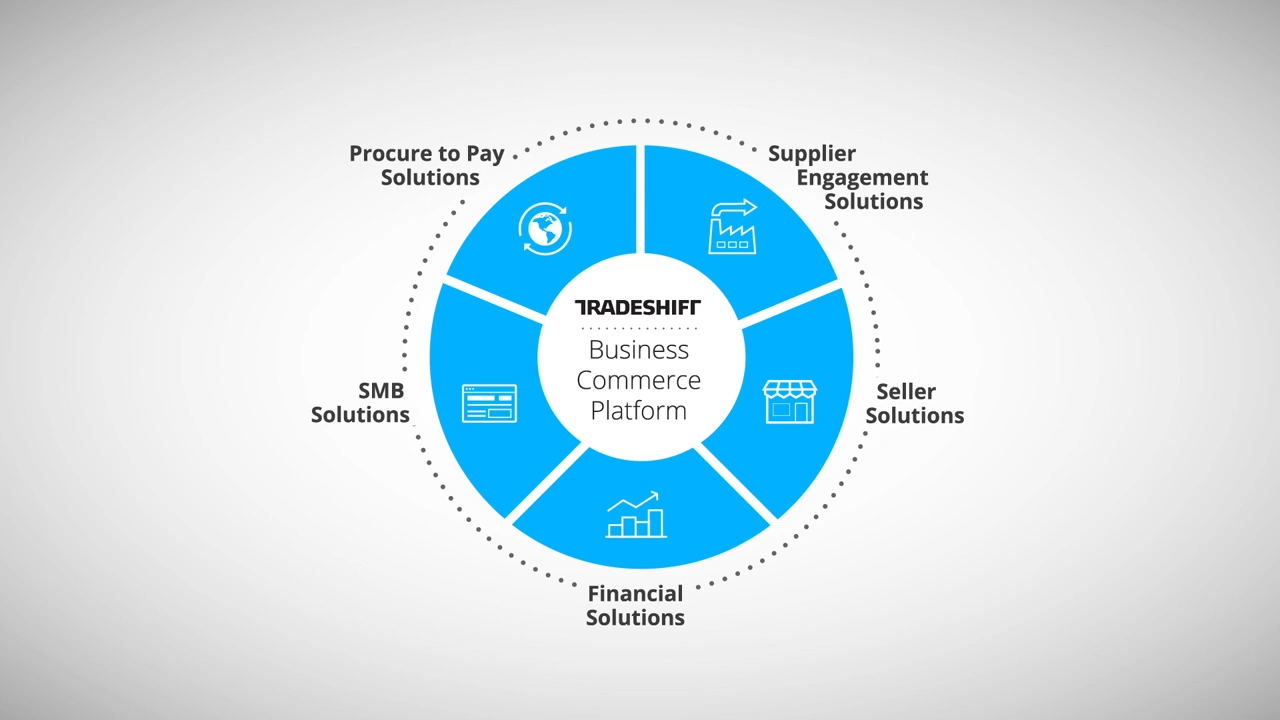 Procure to Pay
Solutions
Supplier
Engagement
Solutions
TRADESHIFT
Business
Commerce
Platform
SMB
Solutions
Seller
Solutions
Financial
Solutions